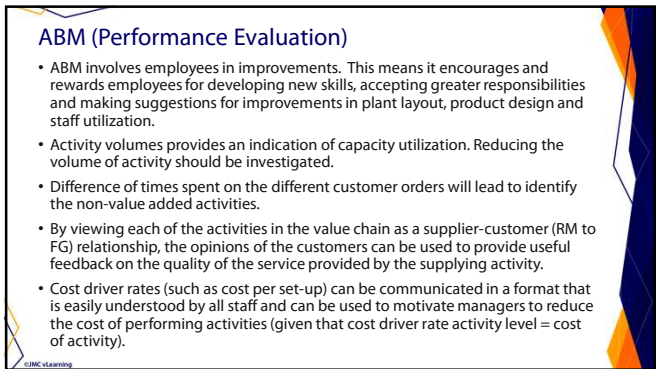 ABM (Performance Evaluation)
• ABM involves employees in improvements. This means it encourages and
rewards employees for developing new skills, accepting greater responsibilities
and making suggestions for improvements in plant layout, product design and
staff utilization.
• Activity volumes provides an indication of capacity utilization. Reducing the
volume of activity should be investigated.
• Difference of times spent on the different customer orders will lead to identify
the non-value added activities.
• By viewing each of the activities in the value chain as a supplier-customer (RM to
FG) relationship, the opinions of the customers can be used to provide useful
feedback on the quality of the service provided by the supplying activity.
• Cost driver rates (such as cost per set-up) can be communicated in a format that
is easily understood by all staff and can be used to motivate managers to reduce
the cost of performing activities (given that cost driver rate activity level = cost
of activity).
©JMC vLearning